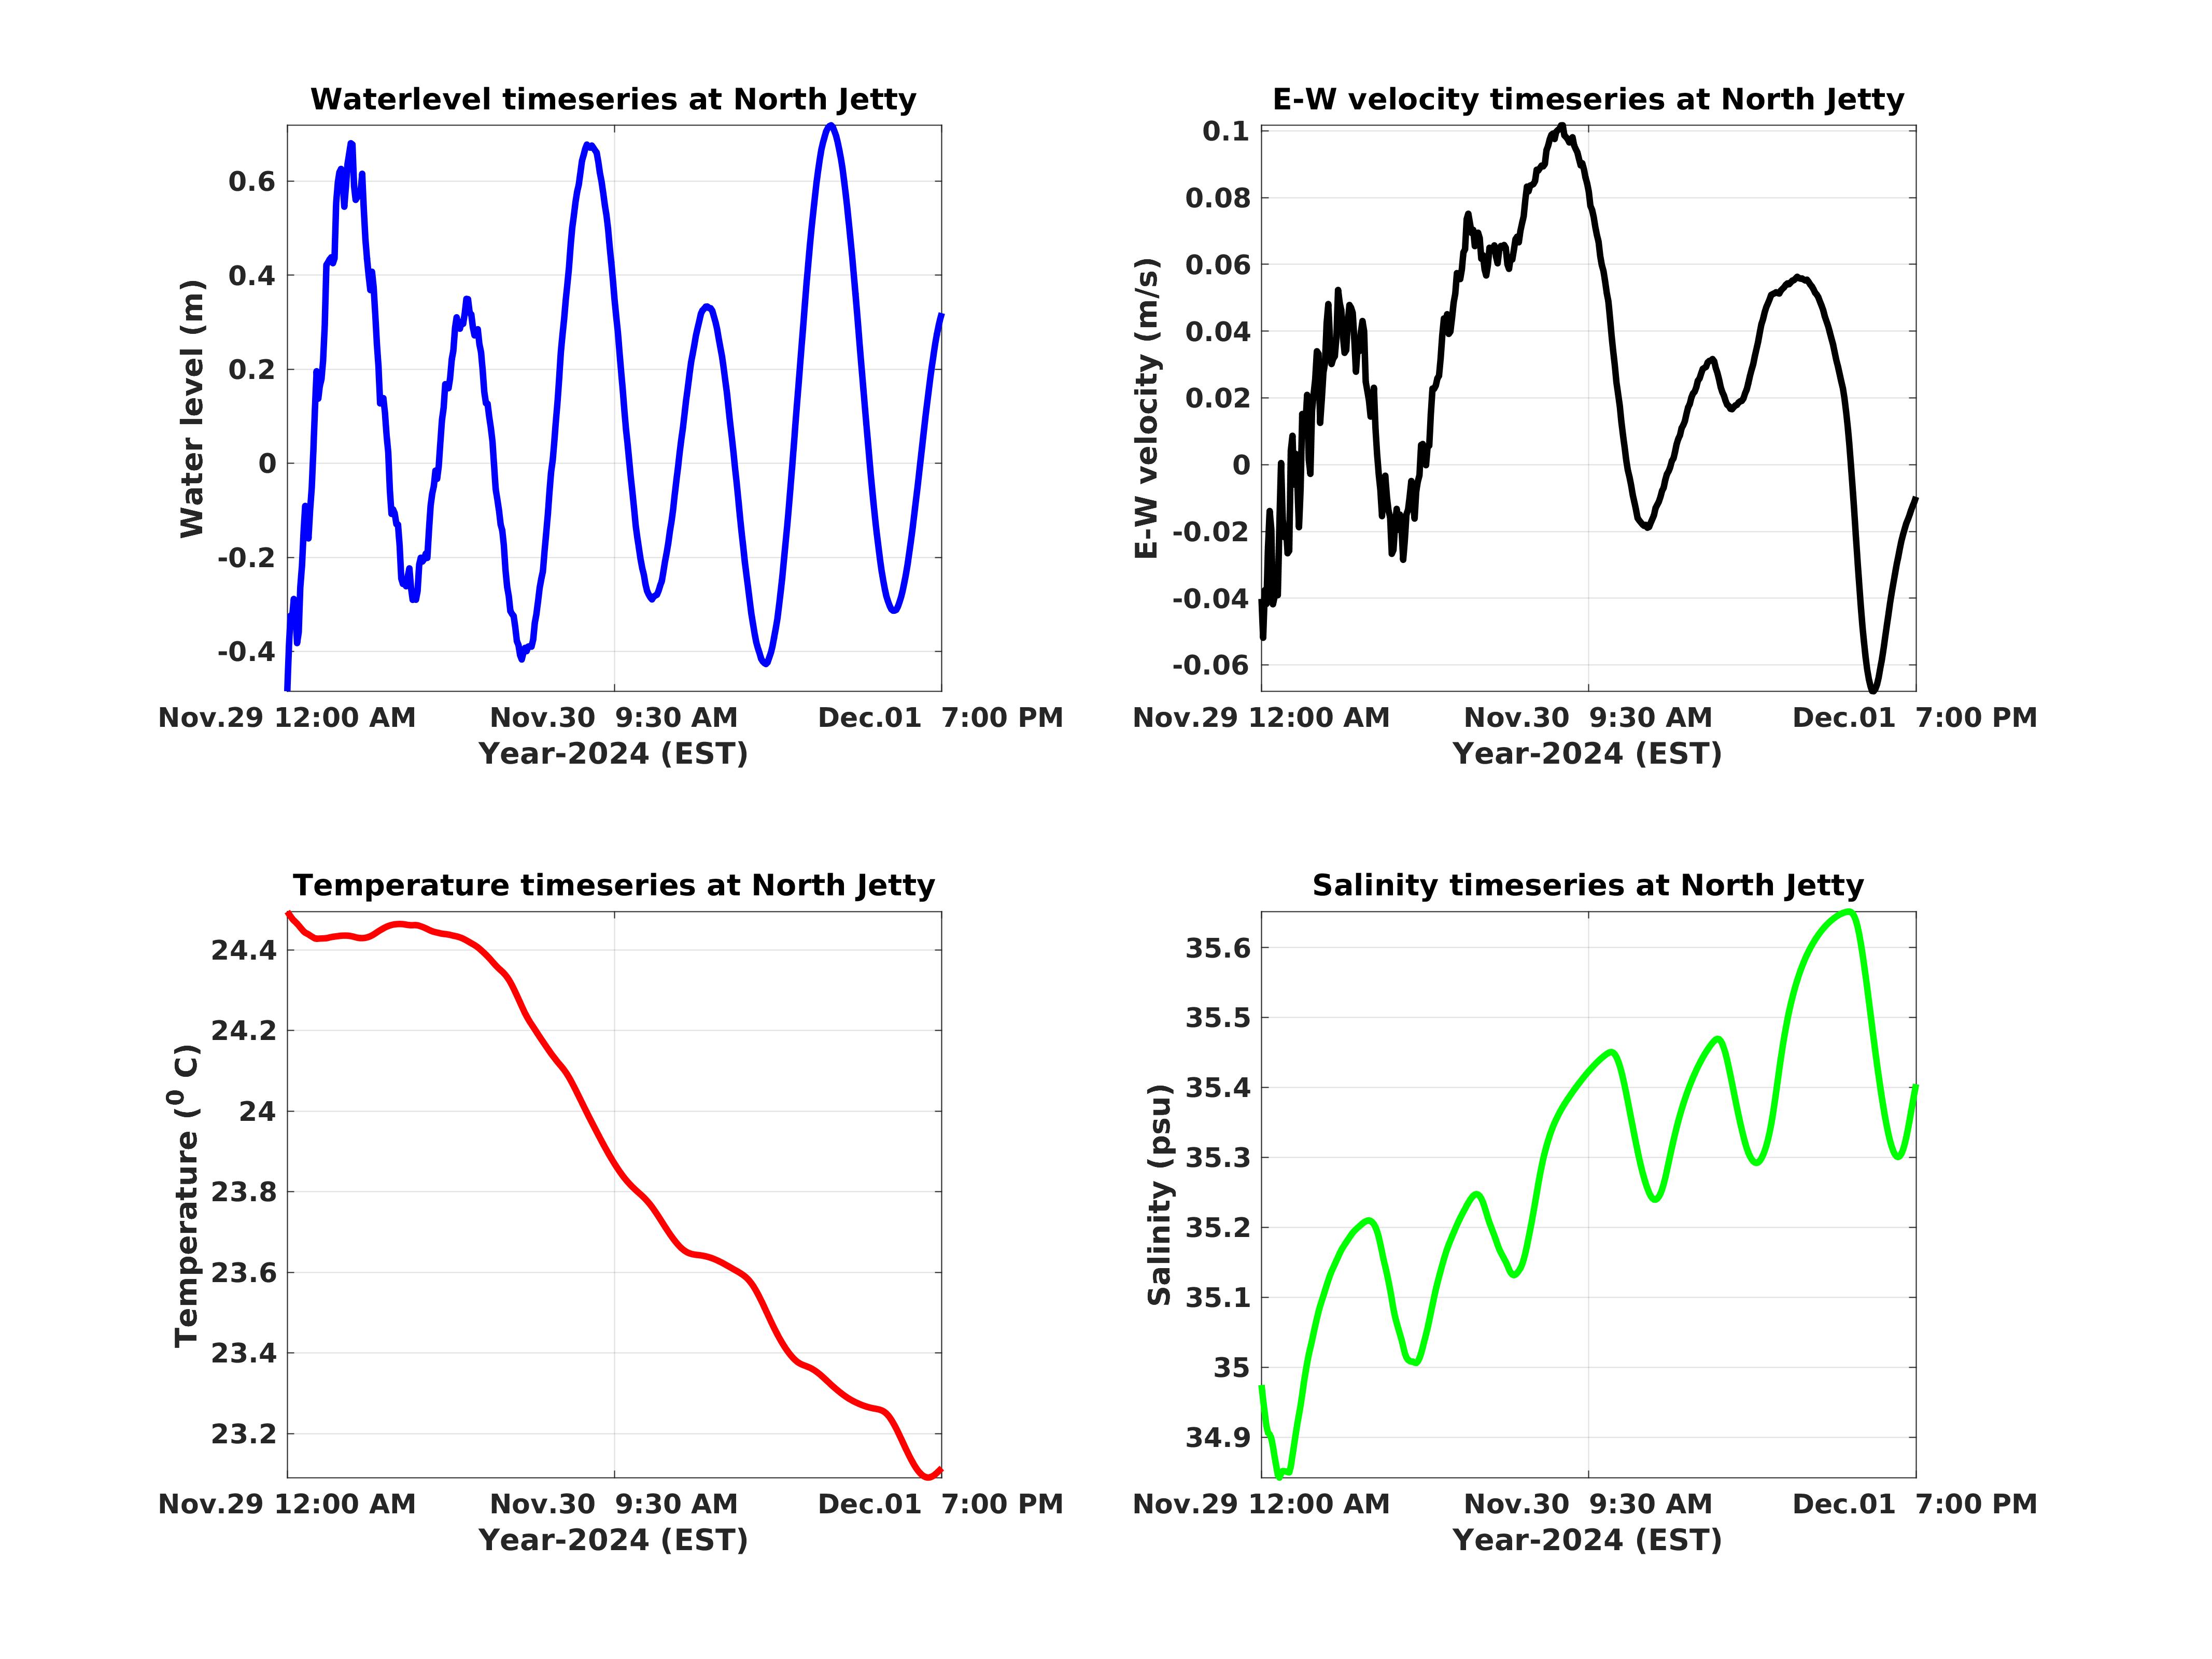 Waterlevel timeseries at North Jetty
Water level (m)
0.6
0.4
0.2
0
-0.2
-0.4
Nov.29 12:00 AM Nov.30  9:30 AM Dec.01  7:00 PM
Year-2024 (EST)
E-W velocity timeseries at North Jetty
E-W velocity (m/s)
0.1
0.08
0.06
0.04
0.02
0
-0.02
-0.04
-0.06
Nov.29 12:00 AM Nov.30  9:30 AM Dec.01  7:00 PM
Year-2024 (EST)
Temperature timeseries at North Jetty
Temperature (⁰ C)
24.4
24.2
24
23.8
23.6
23.4
23.2
Nov.29 12:00 AM Nov.30  9:30 AM Dec.01  7:00 PM
Year-2024 (EST)
Salinity timeseries at North Jetty
Salinity (psu)
35.6
35.5
35.4
35.3
35.2
35.1
35
34.9
Nov.29 12:00 AM Nov.30  9:30 AM Dec.01  7:00 PM
Year-2024 (EST)